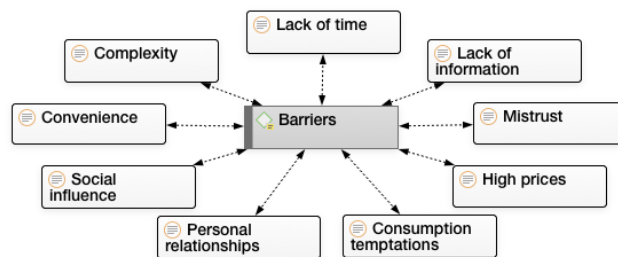 Lack of time
Complexity
Lack of
information
Convenience
Barriers
Mistrust
Social
influence
High prices
Personal
relationships
Consumption
temptations